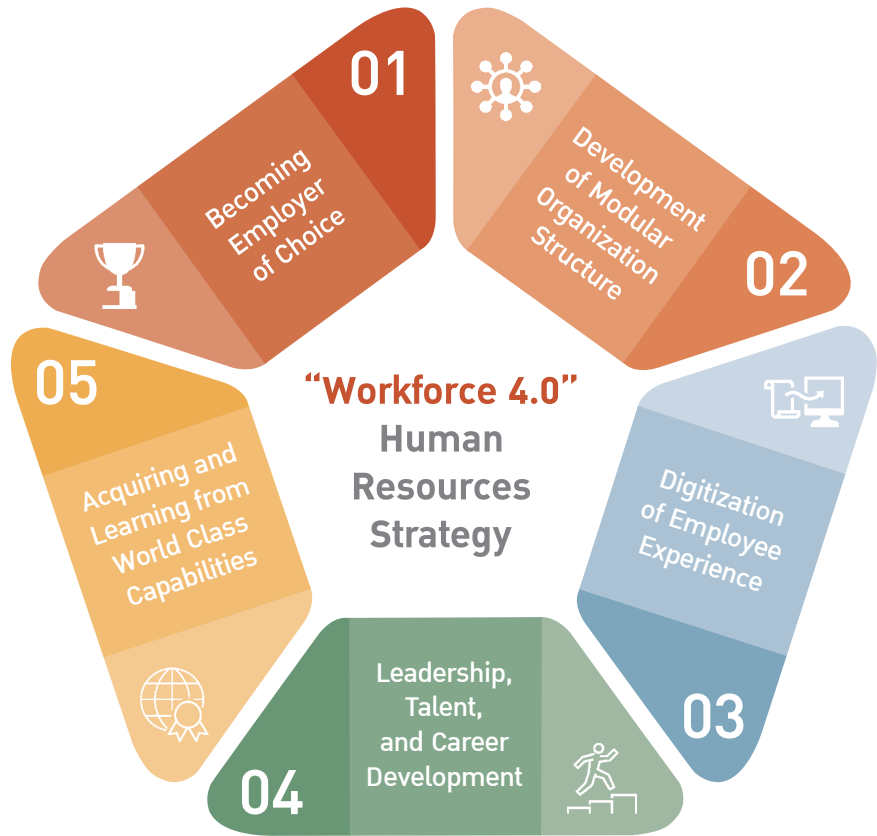 01
Becoming
Employer
of Choice
Development
of Modular
Organization
Structure
02
“Workforce 4.0”
Human
Resources
Strategy
Digitization
of Employee
Experience
03
Leadership,
Talent,
and Career
Development
04
05
Acquiring and
Learning from
World Class
Capabilities